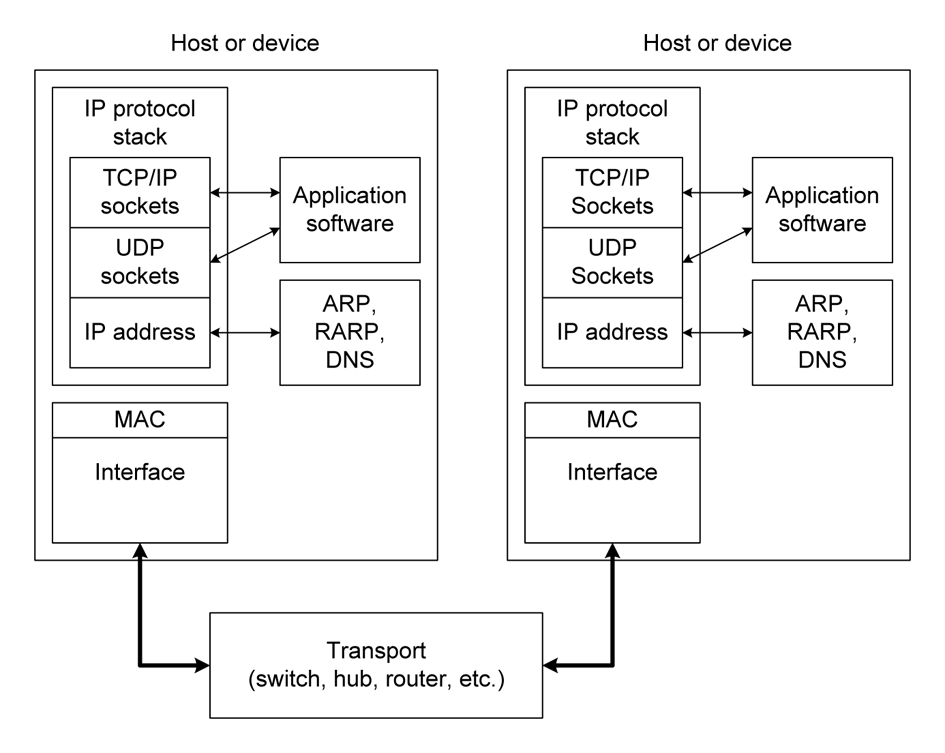 Host or device
IP protocol
stack
TCP/IP
sockets
UDP
sockets
IP address
Application
software
ARP,
RARP,
DNS
MAC
Interface
Host or device
IP protocol
stack
TCP/IP
Sockets
UDP
Sockets
IP address
Application
software
ARP,
RARP,
DNS
MAC
Interface
Transport
(switch, hub, router, etc.)